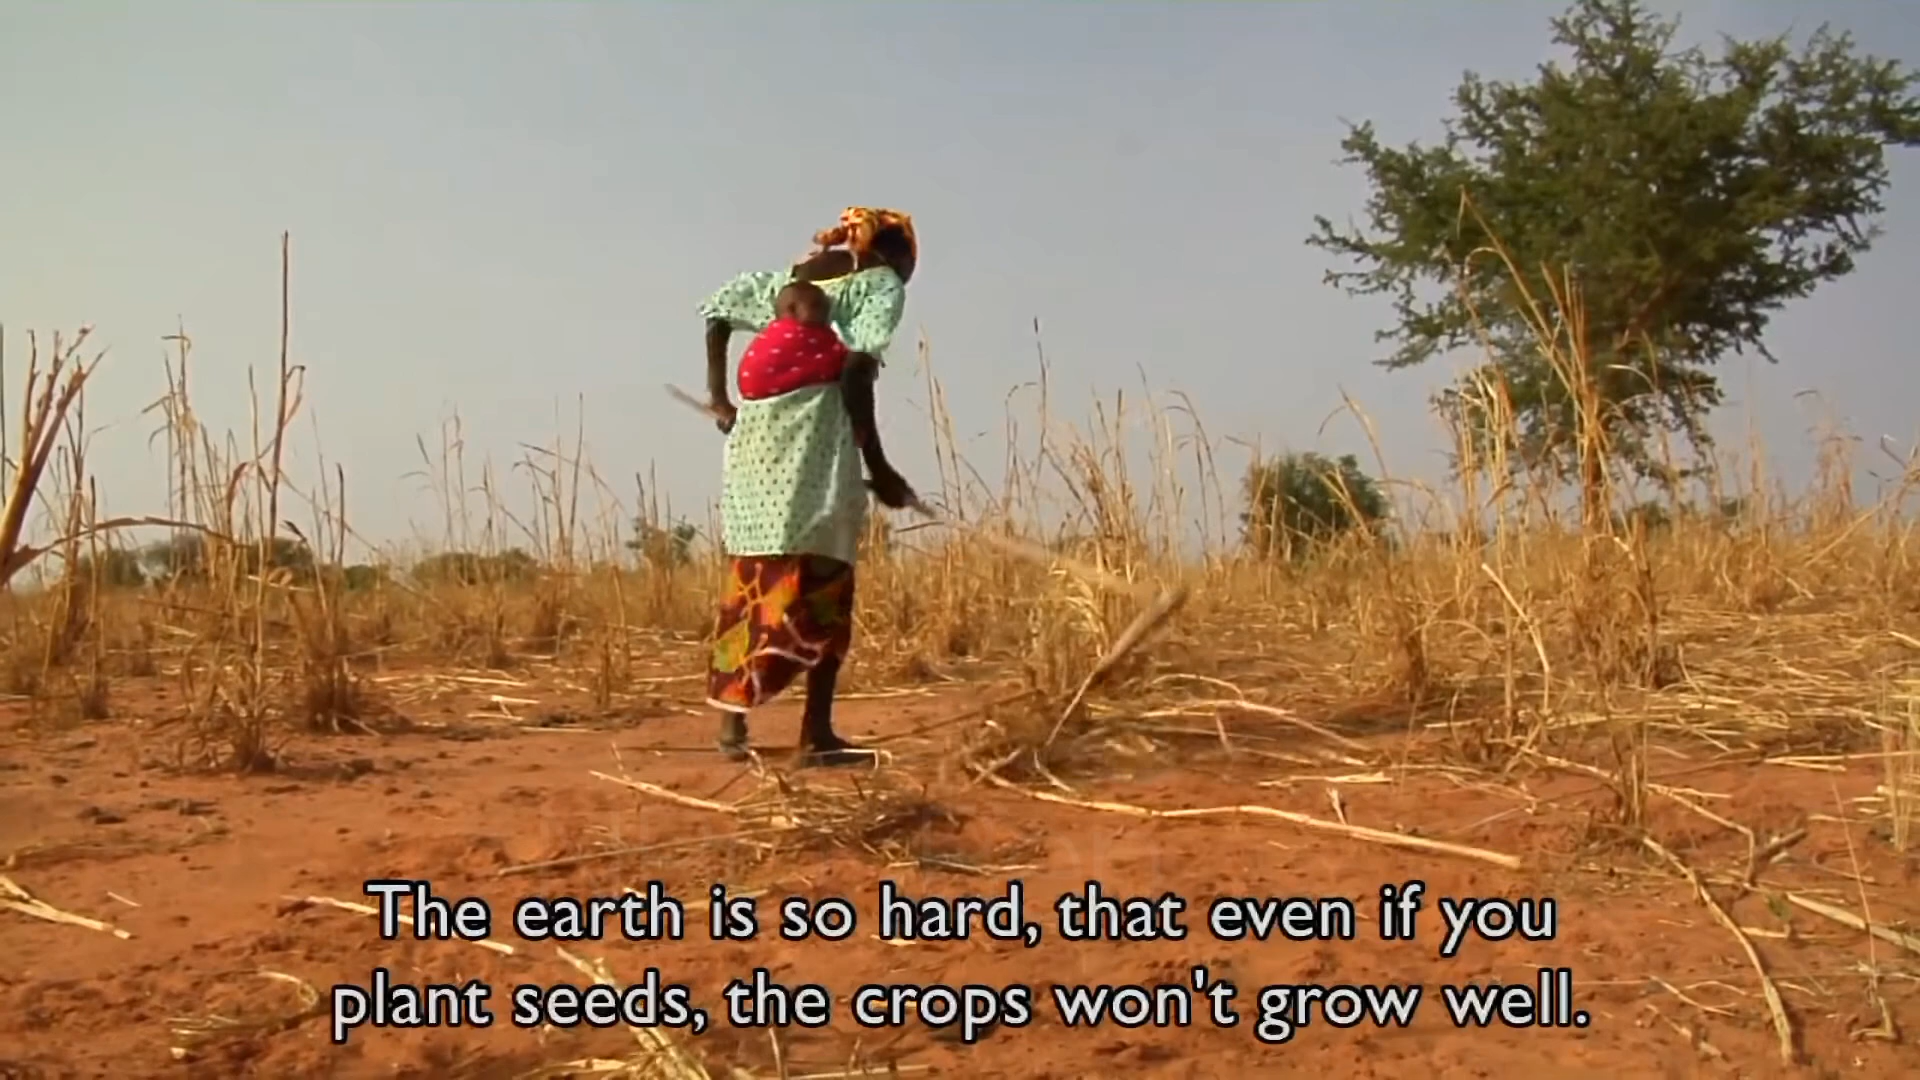 The earth is so hard, that even if you
plant seeds, the crops won't grow well.